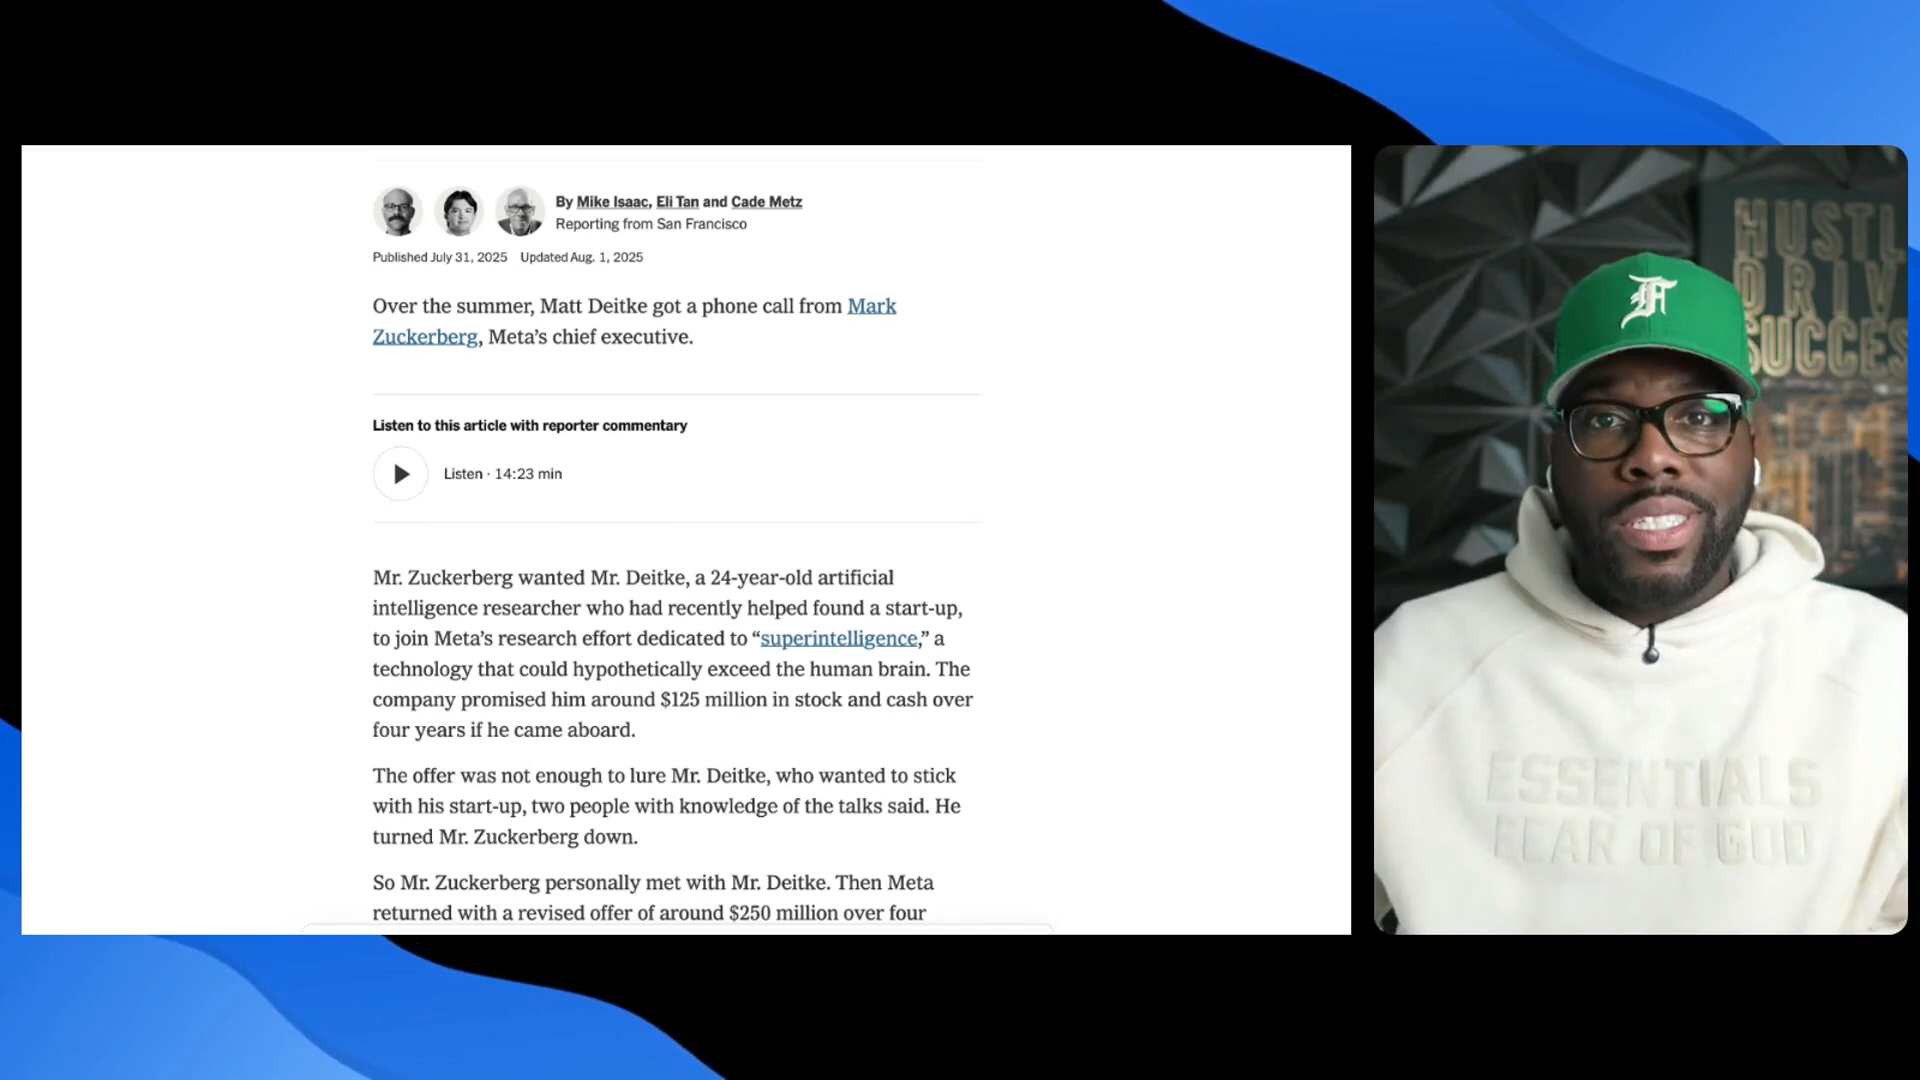 By Mike Isaac, Eli Tan and Cade Metz
Reporting from San Francisco
Published July 31, 2025 Updated Aug. 1, 2025
Over the summer, Matt Deitke got a phone call from Mark
Zuckerberg, Meta’s chief executive.
Listen to this article with reporter commentary
Listen · 14:23 min
Mr. Zuckerberg wanted Mr. Deitke, a 24-year-old artificial
intelligence researcher who had recently helped found a start-up,
to join Meta’s research effort dedicated to “superintelligence,” a
technology that could hypothetically exceed the human brain. The
company promised him around $125 million in stock and cash over
four years if he came aboard.
The offer was not enough to lure Mr. Deitke, who wanted to stick
with his start-up, two people with knowledge of the talks said. He
turned Mr. Zuckerberg down.
So Mr. Zuckerberg personally met with Mr. Deitke. Then Meta
returned with a revised offer of around $250 million over four
HUSTL
DRIV
SUCCES
F
ESSENTIALS
FEAR OF GOD